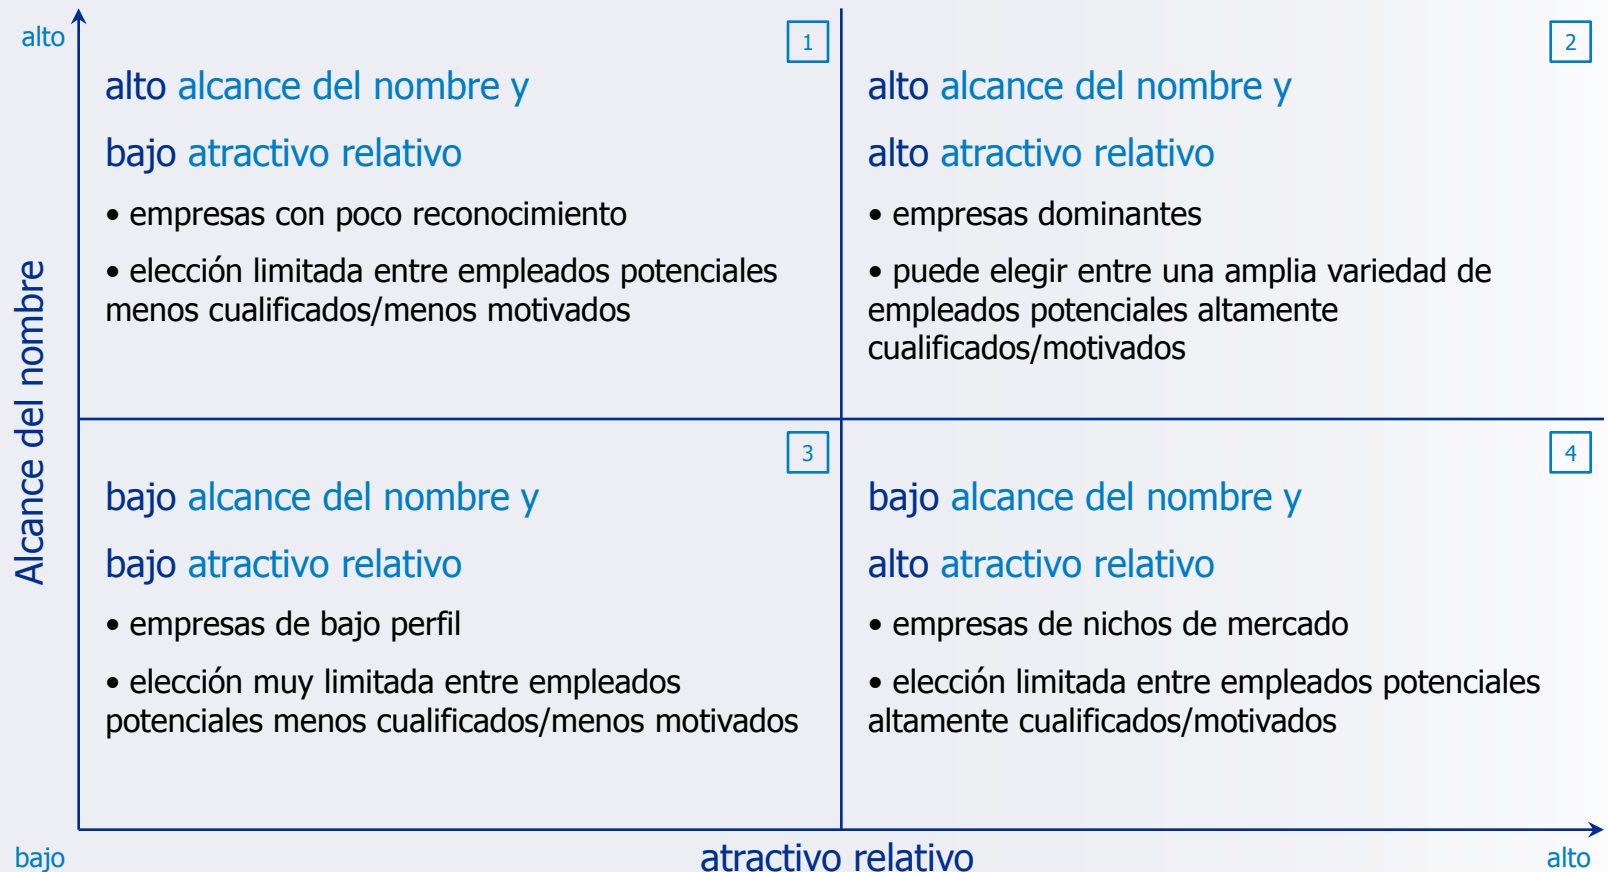 alto
1
alto alcance del nombre y
bajo atractivo relativo
• empresas con poco reconocimiento
• elección limitada entre empleados potenciales
menos cualificados/menos motivados
2
alto alcance del nombre y
alto atractivo relativo
• empresas dominantes
• puede elegir entre una amplia variedad de
empleados potenciales altamente
cualificados/motivados
Alcance del nombre
3
bajo alcance del nombre y
bajo atractivo relativo
• empresas de bajo perfil
• elección muy limitada entre empleados
potenciales menos cualificados/menos motivados
4
bajo alcance del nombre y
alto atractivo relativo
• empresas de nichos de mercado
• elección limitada entre empleados potenciales
altamente cualificados/motivados
bajo
atractivo relativo
alto